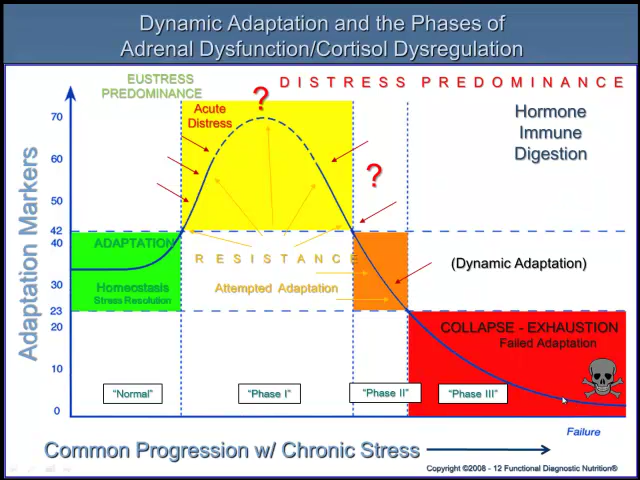 Dynamic Adaptation and the Phases of
Adrenal Dysfunction/Cortisol Dysregulation
EUSTRESS
PREDOMINANCE
DISTRESS PREDOMINANCE
?
Acute
Distress
Hormone
Immune
Digestion
?
Adaptation Markers
70
60
50
42
40
30
23
20
10
0
ADAPTATION
RESISTANCE
Homeostasis
Stress Resolution
Attempted Adaptation
(Dynamic Adaptation)
COLLAPSE - EXHAUSTION
Failed Adaptation
"Normal"
"Phase I"
"Phase II"
"Phase III"
Failure
Common Progression w/ Chronic Stress
Copyright ©2008 - 12 Functional Diagnostic Nutrition®